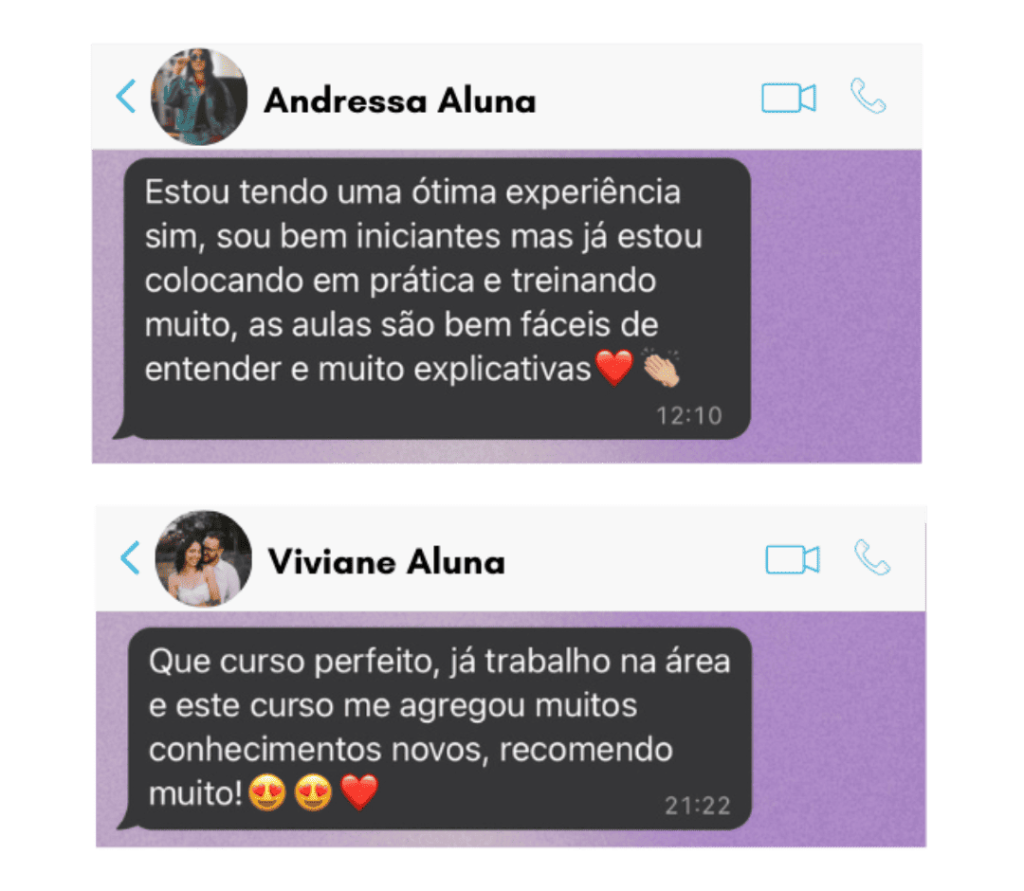 Andressa Aluna
Estou tendo uma ótima experiência
sim, sou bem iniciantes mas já estou
colocando em prática e treinando
muito, as aulas são bem fáceis de
entender e muito explicativas❤️👏🏼
12:10
Viviane Aluna
Que curso perfeito, já trabalho na área
e este curso me agregou muitos
conhecimentos novos, recomendo
muito!😍😍❤️
21:22